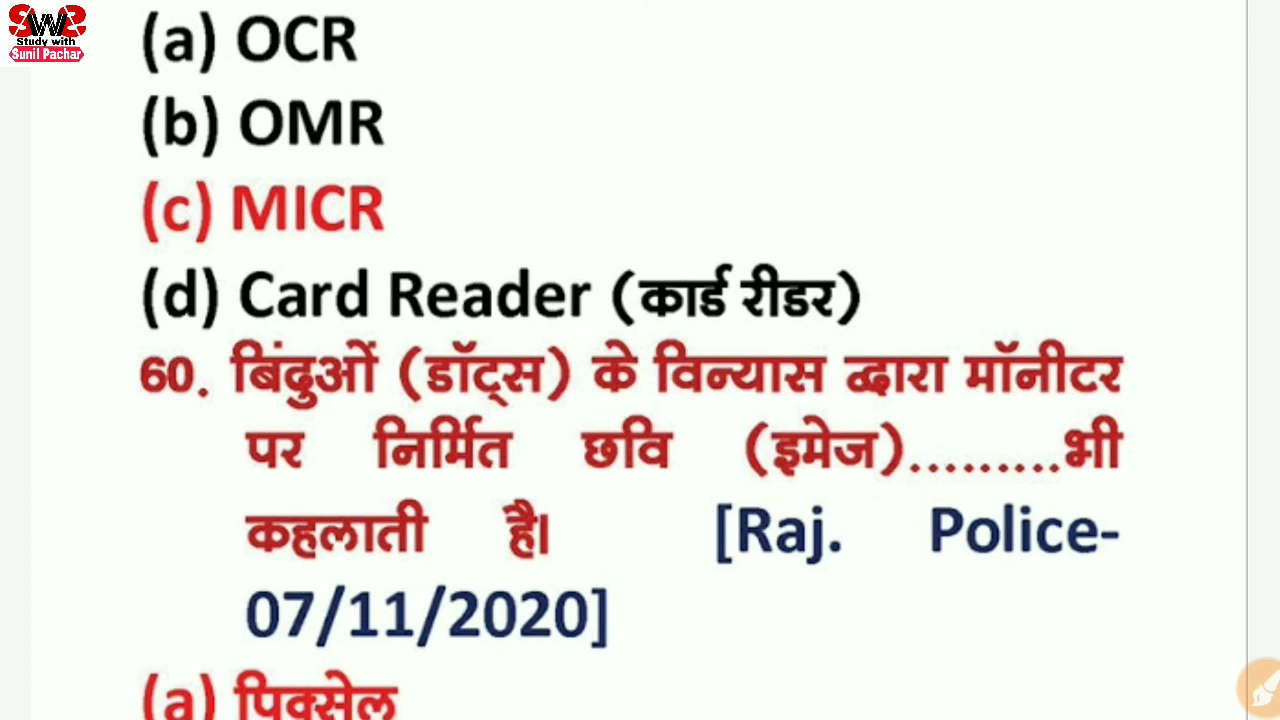 SWS
Study with
Sunil Pachar
(a) OCR
(b) OMR
(c) MICR
(d) Card Reader (कार्ड रीडर)
60. बिंदुओं (डॉट्स) के विन्यास द्वारा मॉनीटर
पर निर्मित छवि (इमेज).........भी
कहलाती है। [Raj. Police-
07/11/2020]
(a) पिक्सेल